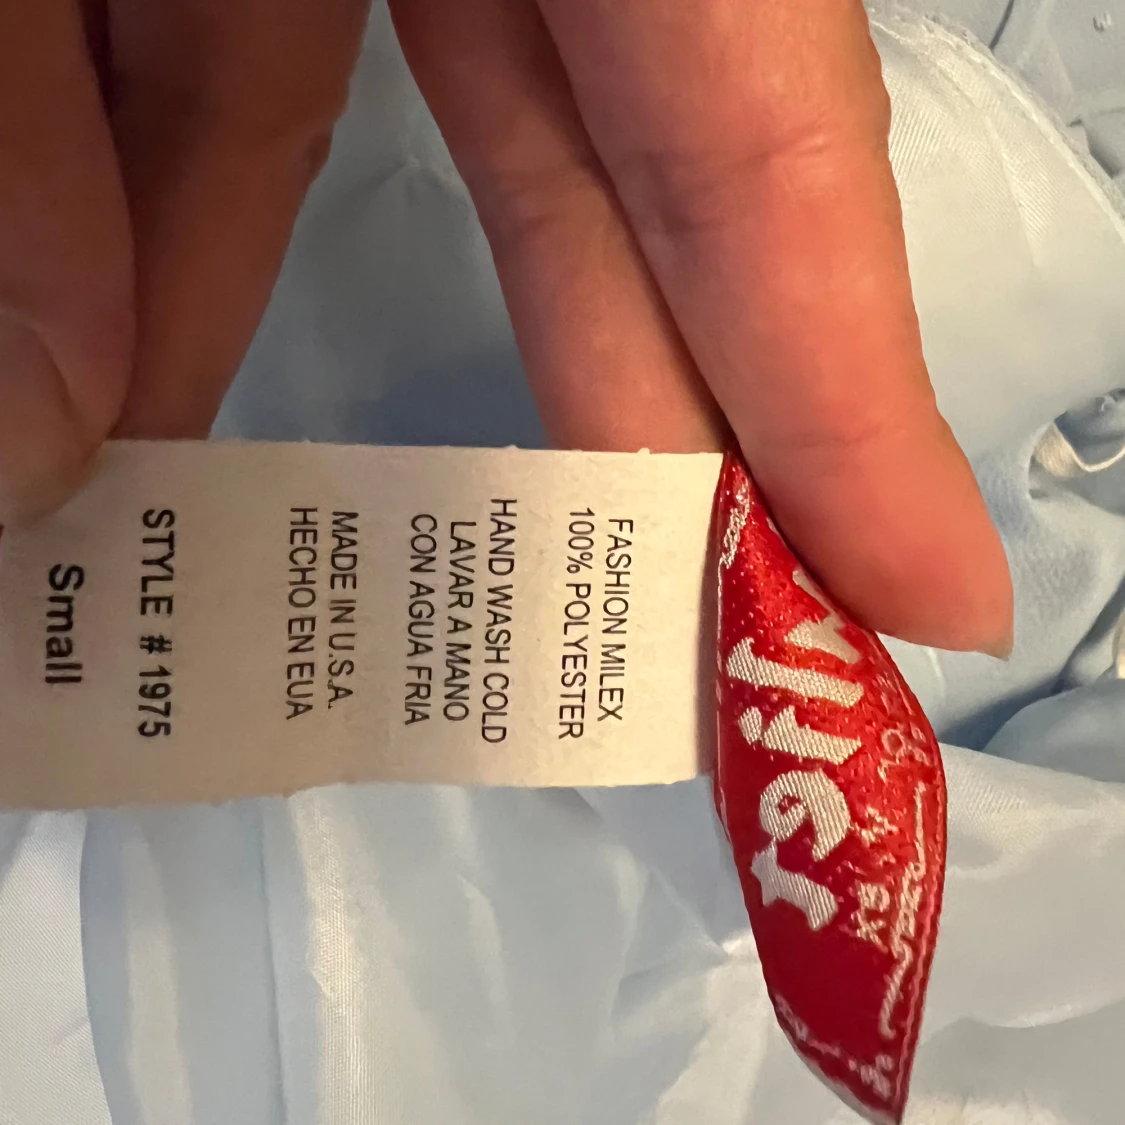 FASHION MILEX
100% POLYESTER
HAND WASH COLD
LAVAR A MANO
CON AGUA FRIA
MADE IN U.S.A.
HECHO EN EUA
STYLE # 1975
Small
BY